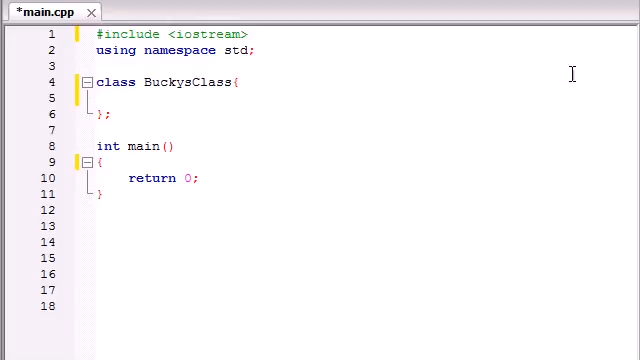 *main.cpp
1 #include <iostream>
2 using namespace std;
3
4 class BuckysClass{
5
6 };
7
8 int main()
9 {
10 return 0;
11 }
12
13
14
15
16
17
18